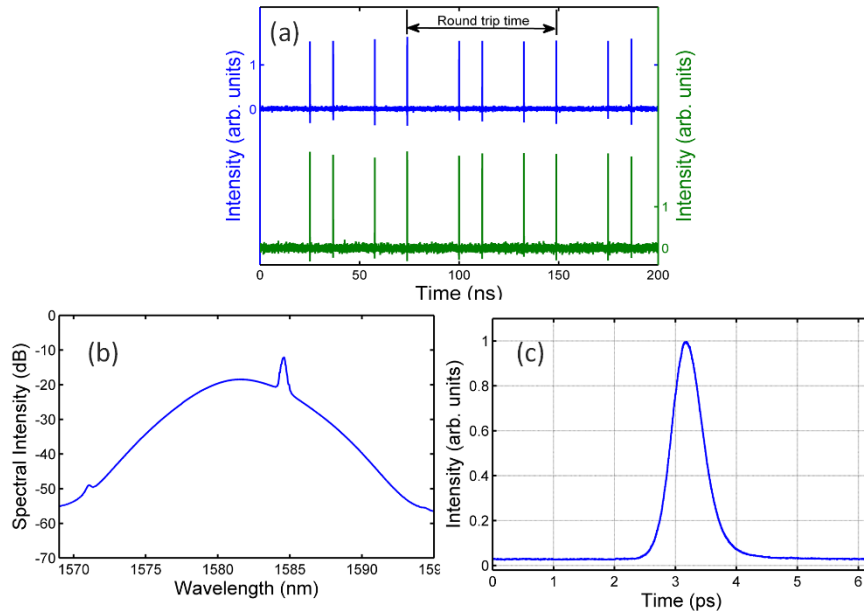 (a)
Round trip time
Intensity (arb. units)
1
0
Intensity (arb. units)
1
0
0 50 100 150 200
Time (ns)
(b)
Spectral Intensity (dB)
0
-10
-20
-30
-40
-50
-60
-70
1570 1575 1580 1585 1590 159
Wavelength (nm)
(c)
Intensity (arb. units)
1
0.8
0.6
0.4
0.2
0
0 1 2 3 4 5 6
Time (ps)